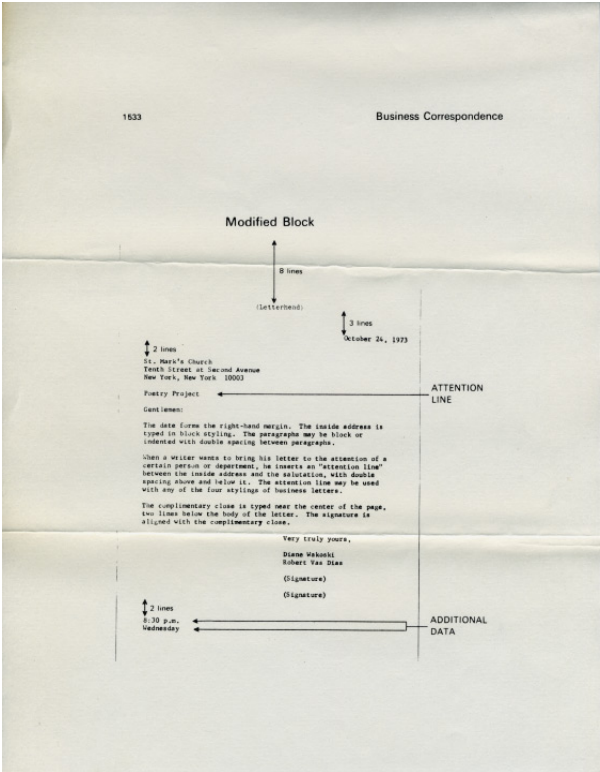 1533
Business Correspondence
Modified Block
8 lines
(Letterhead)
3 lines
October 24, 1973
2 lines
St. Mark's Church
Tenth Street at Second Avenue
New York, New York 10003
Poetry Project
ATTENTION
LINE
Gentlemen:
The date forms the right-hand margin. The inside address is
typed in block styling. The paragraphs may be block or
indented with double spacing between paragraphs.
When a writer wants to bring his letter to the attention of a
certain person or department, he inserts an "attention line"
between the inside address and the salutation, with double
spacing above and below it. The attention line may be used
with any of the four stylings of business letters.
The complimentary close is typed near the center of the page,
two lines below the body of the letter. The signature is
aligned with the complimentary close.
Very truly yours,
Diane Wakoski
Robert Vas Dias
(Signature)
(Signature)
2 lines
8:30 p.m.
Wednesday
ADDITIONAL
DATA